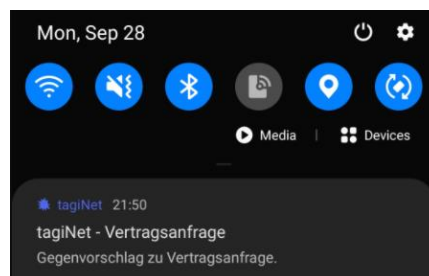 Mon, Sep 28
Media | Devices
tagiNet 21:50
tagiNet - Vertragsanfrage
Gegenvorschlag zu Vertragsanfrage.